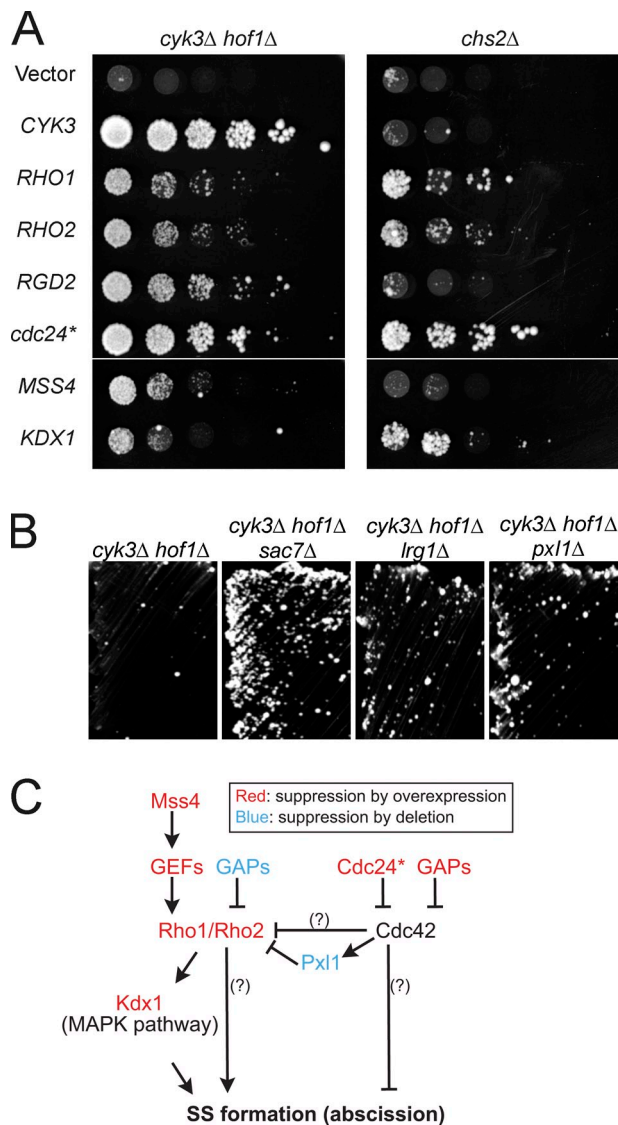 A
cyk3Δ hof1Δ
chs2Δ
Vector
CYK3
RHO1
RHO2
RGD2
cdc24*
MSS4
KDX1
B
cyk3Δ hof1Δ
cyk3Δ hof1Δ
sac7Δ
cyk3Δ hof1Δ
lrg1Δ
cyk3Δ hof1Δ
pxl1Δ
C
Red: suppression by overexpression
Blue: suppression by deletion
Mss4
GEFs GAPs Cdc24* GAPs
Rho1/Rho2 (?) Cdc42
Pxl1
(?) (?)
Kdx1
(MAPK pathway)
SS formation (abscission)